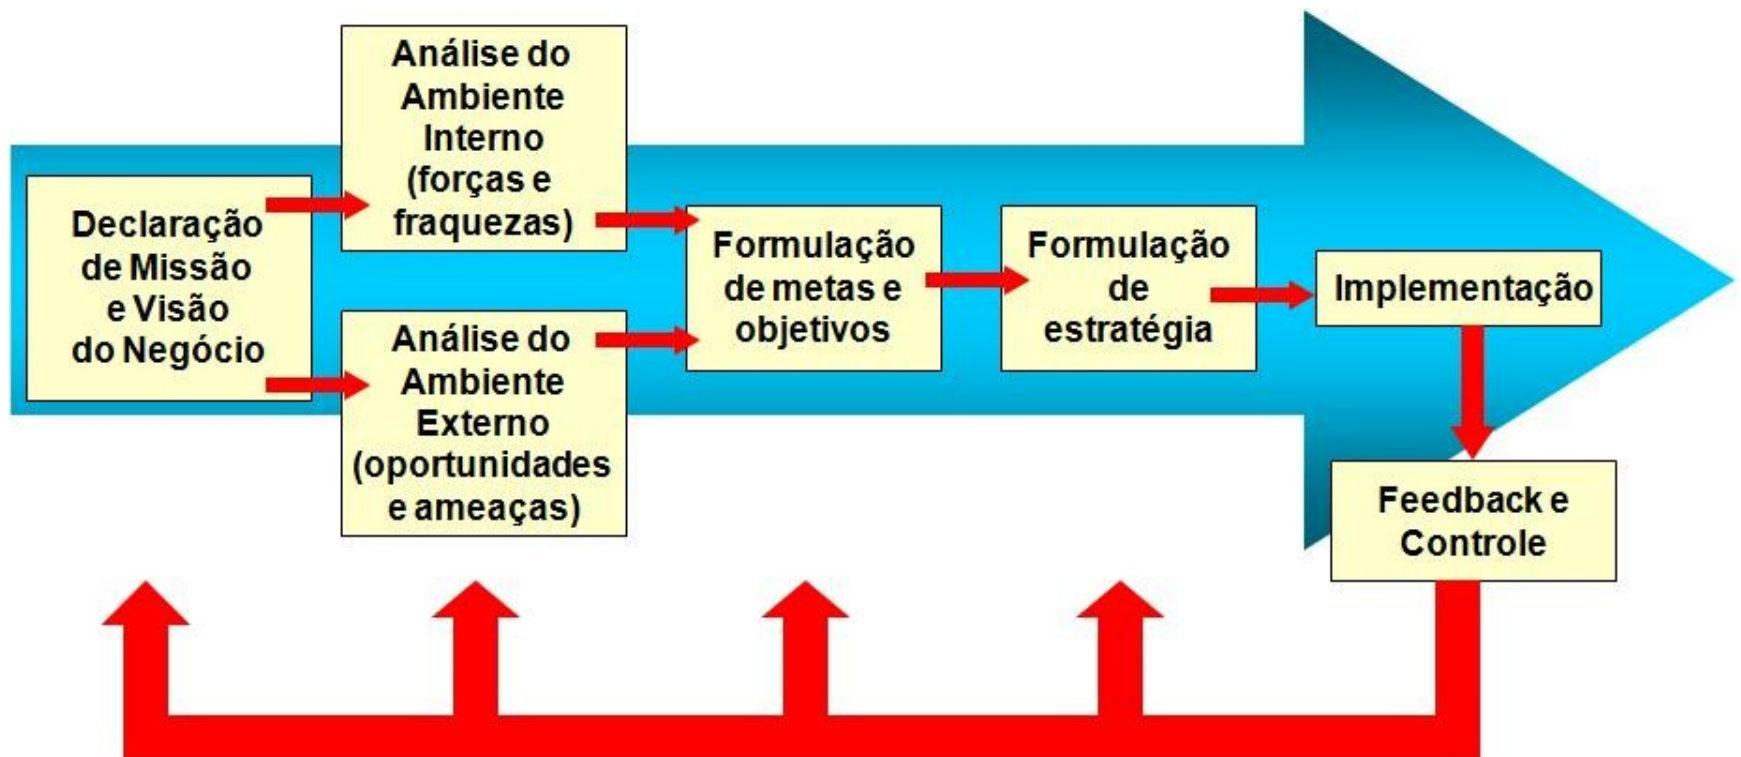 Declaração
de Missão
e Visão
do Negócio
Análise do
Ambiente
Interno
(forças e
fraquezas)
Análise do
Ambiente
Externo
(oportunidades
e ameaças)
Formulação
de metas e
objetivos
Formulação
de
estratégia
Implementação
Feedback e
Controle